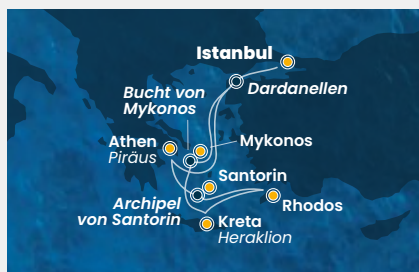 Istanbul
Dardanellen
Bucht von
Mykonos
Athen
Piräus
Mykonos
Santorin
Archipel
von Santorin
Rhodos
Kreta
Heraklion